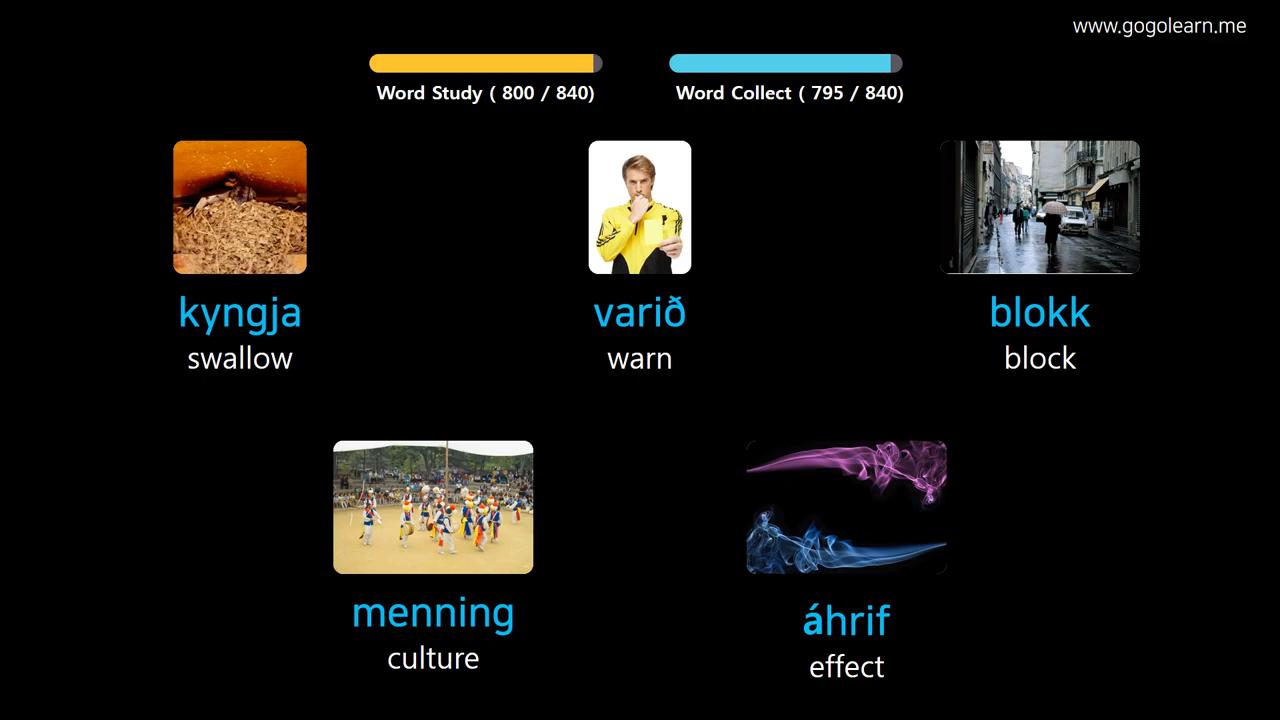 www.gogolearn.me
Word Study ( 800 / 840)
Word Collect ( 795 / 840)
kyngja
swallow
varið
warn
blokk
block
menning
culture
áhrif
effect